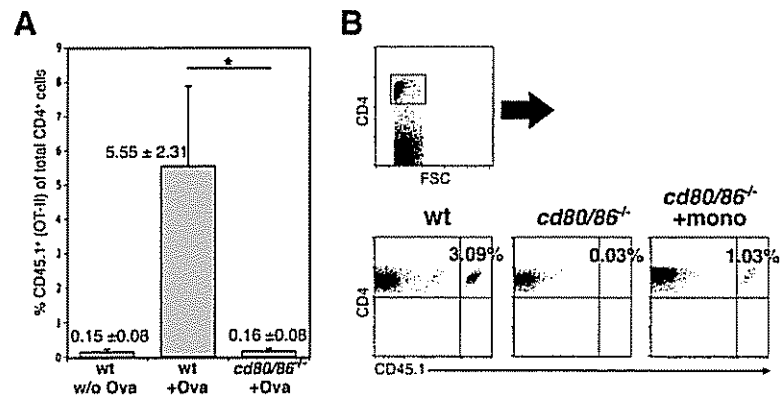 A
% CD45.1⁺ (OT-II) of total CD4⁺ cells
9
8
7
6
5
4
3
2
1
0
*
5.55 ± 2.31
0.15 ±0.08
0.16 ±0.08
wt
w/o Ova
wt
+Ova
cd80/86⁻/⁻
+Ova
B
CD4
FSC
wt
cd80/86⁻/⁻
cd80/86⁻/⁻
+mono
3.09%
0.03%
1.03%
CD4
CD45.1